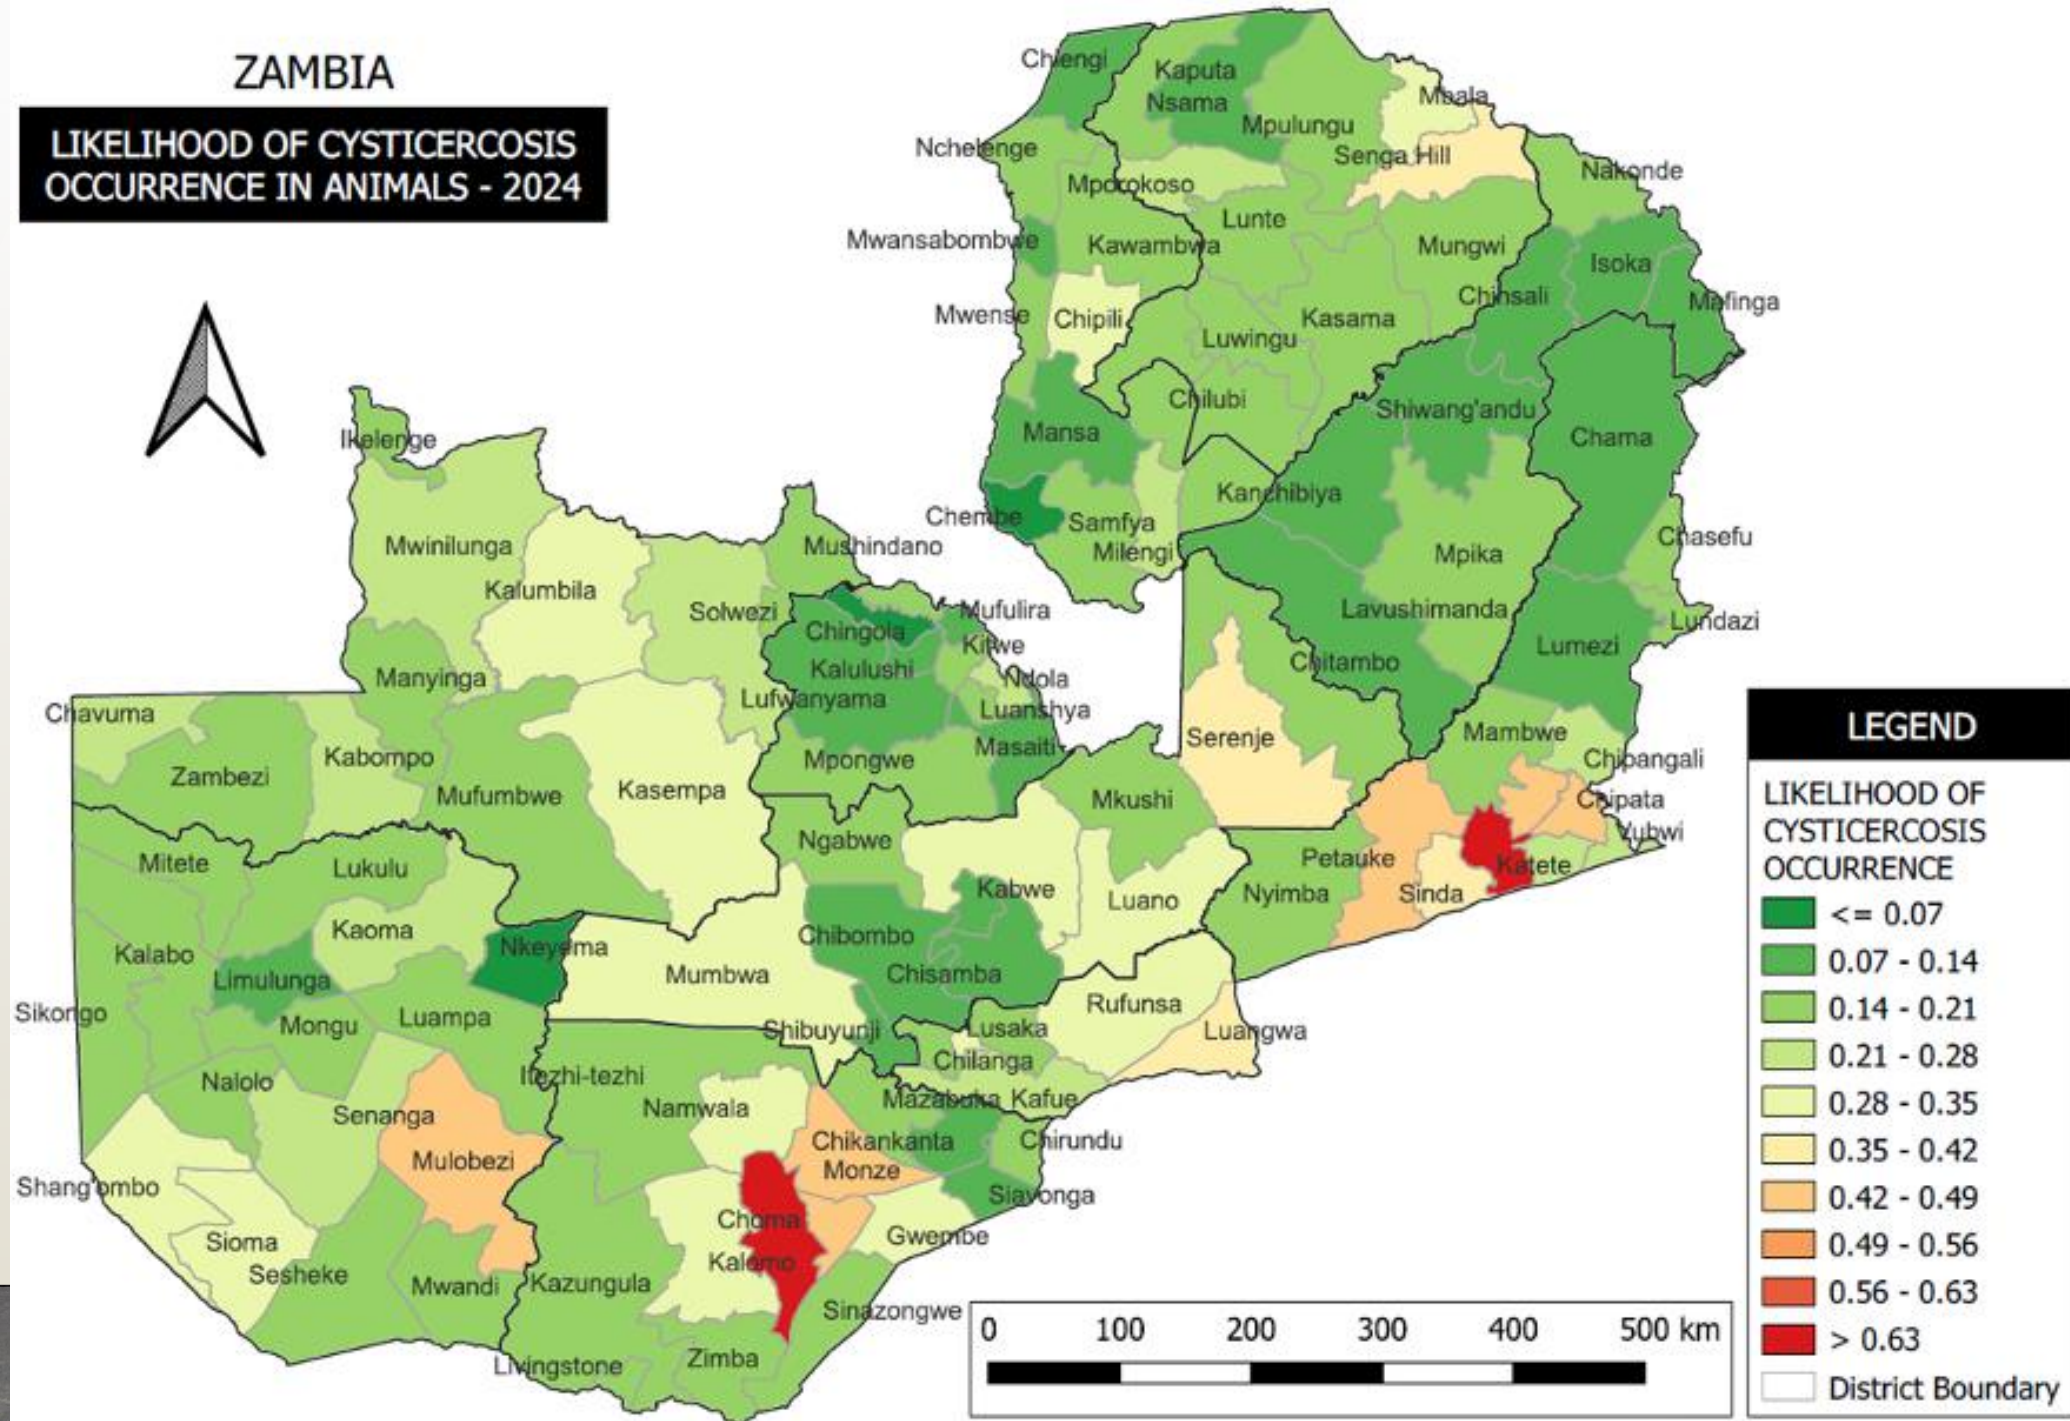 ZAMBIA
LIKELIHOOD OF CYSTICERCOSIS
OCCURRENCE IN ANIMALS - 2024
Chiengi
Kaputa
Nsama
Mbala
Mpulungu
Senga Hill
Nchelenge
Nakonde
Mporokoso
Lunte
Mwansabombwe
Kawambwa
Mungwi
Isoka
Chinsali
Mafinga
Mwense
Chipili
Kasama
Luwingu
Chilubi
Shiwang'andu
Mansa
Chama
Ikelenge
Kanchibiya
Chembe
Samfya
Milengi
Chasefu
Mpika
Mwinilunga
Mushindano
Kalumbila
Solwezi
Mufulira
Lavushimanda
Lundazi
Chingola
Kitwe
Lumezi
Kalulushi
Chitambo
Manyinga
Ndola
Lufwanyama
Luanshya
Chavuma
Serenje
Mambwe
Masaiti
Kabompo
Mpongwe
Chipangali
Zambezi
Mufumbwe
Kasempa
Mkushi
Chipata
Vubwi
Ngabwe
Mitete
Lukulu
Petauke
Katete
Kabwe
Luano
Nyimba
Sinda
Kaoma
Chibombo
Nkeyema
Kalabo
Limulunga
Mumbwa
Chisamba
Rufunsa
Sikongo
Mongu
Luampa
Shibuyunji
Lusaka
Luangwa
Chilanga
Nalolo
Itezhi-tezhi
Mazabuka
Kafue
Namwala
Senanga
Chikankanta
Chirundu
Mulobezi
Monze
Shang'ombo
Siavonga
Choma
Gwembe
Sioma
Kalomo
Sesheke
Mwandi
Kazungula
Sinazongwe
Livingstone
Zimba
0 100 200 300 400 500 km
LEGEND
LIKELIHOOD OF
CYSTICERCOSIS
OCCURRENCE
<= 0.07
0.07 - 0.14
0.14 - 0.21
0.21 - 0.28
0.28 - 0.35
0.35 - 0.42
0.42 - 0.49
0.49 - 0.56
0.56 - 0.63
> 0.63
District Boundary